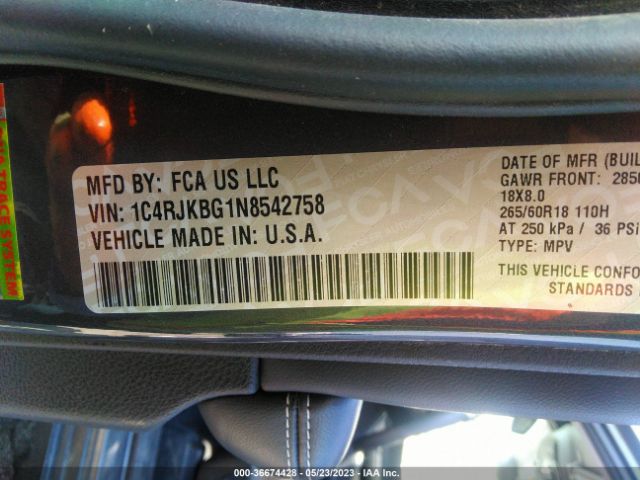 MFD BY: FCA US LLC
VIN: 1C4RJKBG1N8542758
VEHICLE MADE IN: U.S.A.
DATE OF MFR (BUIL
GAWR FRONT: 2850
18X8.0
265/60R18 110H
AT 250 kPa / 36 PSI
TYPE: MPV
THIS VEHICLE CONFO
STANDARDS
TRACE SYSTEM
000-36674428 - 05/23/2023 - IAA Inc.